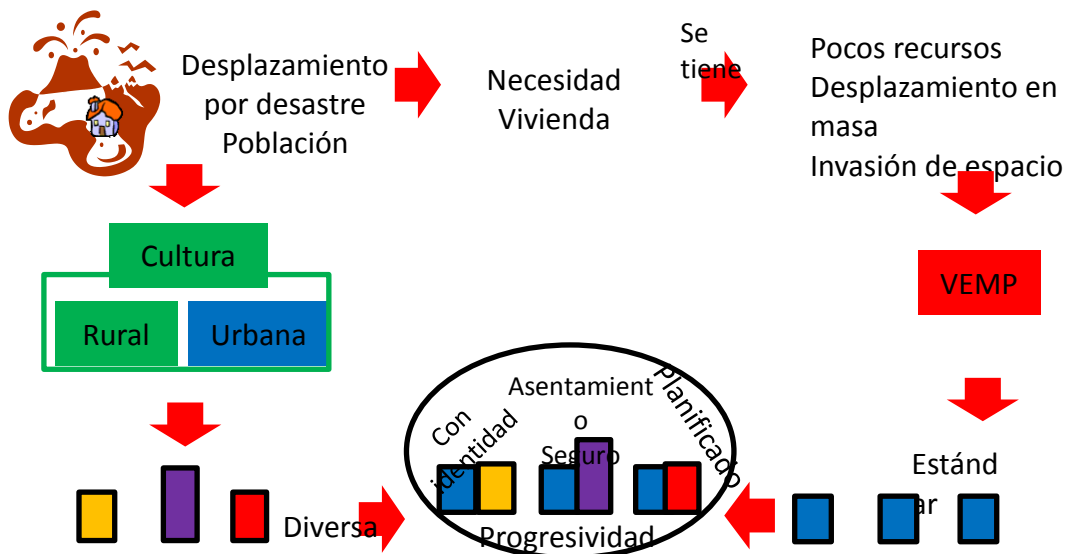 Desplazamiento
por desastre
Población
Necesidad
Vivienda
Se
tiene
Pocos recursos
Desplazamiento en
masa
Invasión de espacio
Cultura
Rural
Urbana
VEMP
Asentamient
o
Seguro
Con
identidad
Planificado
Progresividad
Diversa
Estánd
ar